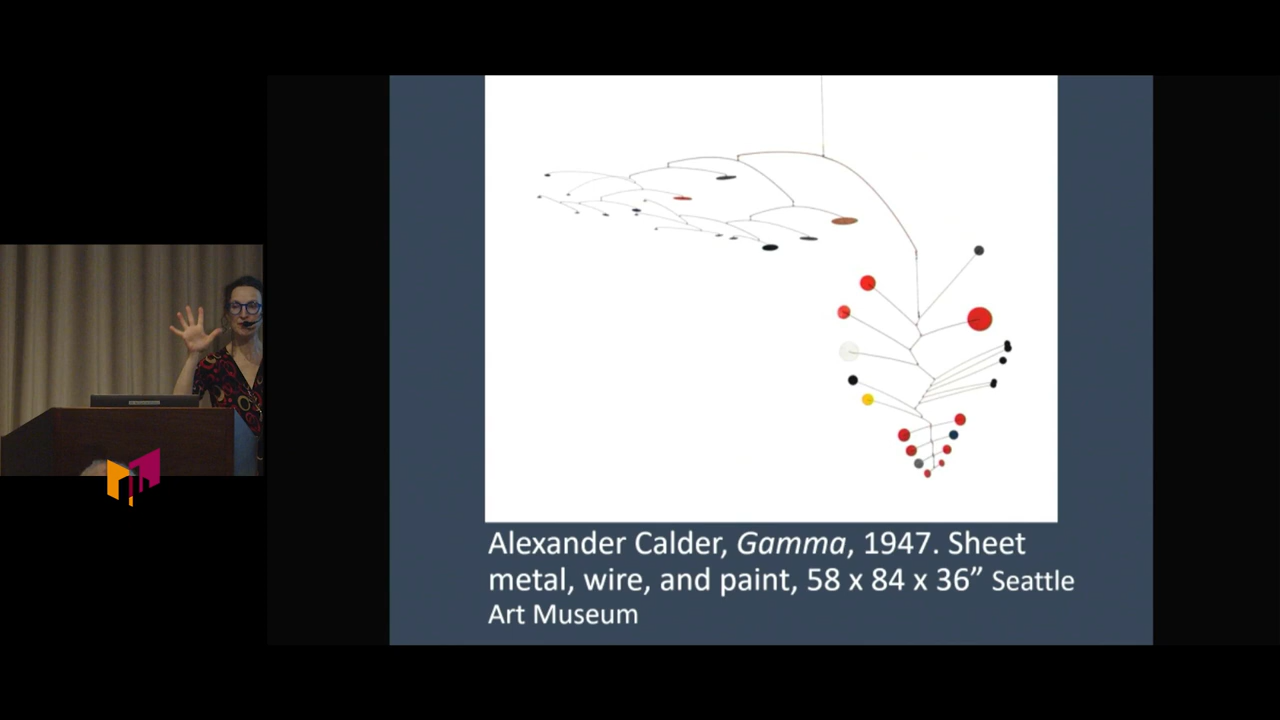 Alexander Calder, Gamma, 1947. Sheet
metal, wire, and paint, 58 x 84 x 36” Seattle
Art Museum